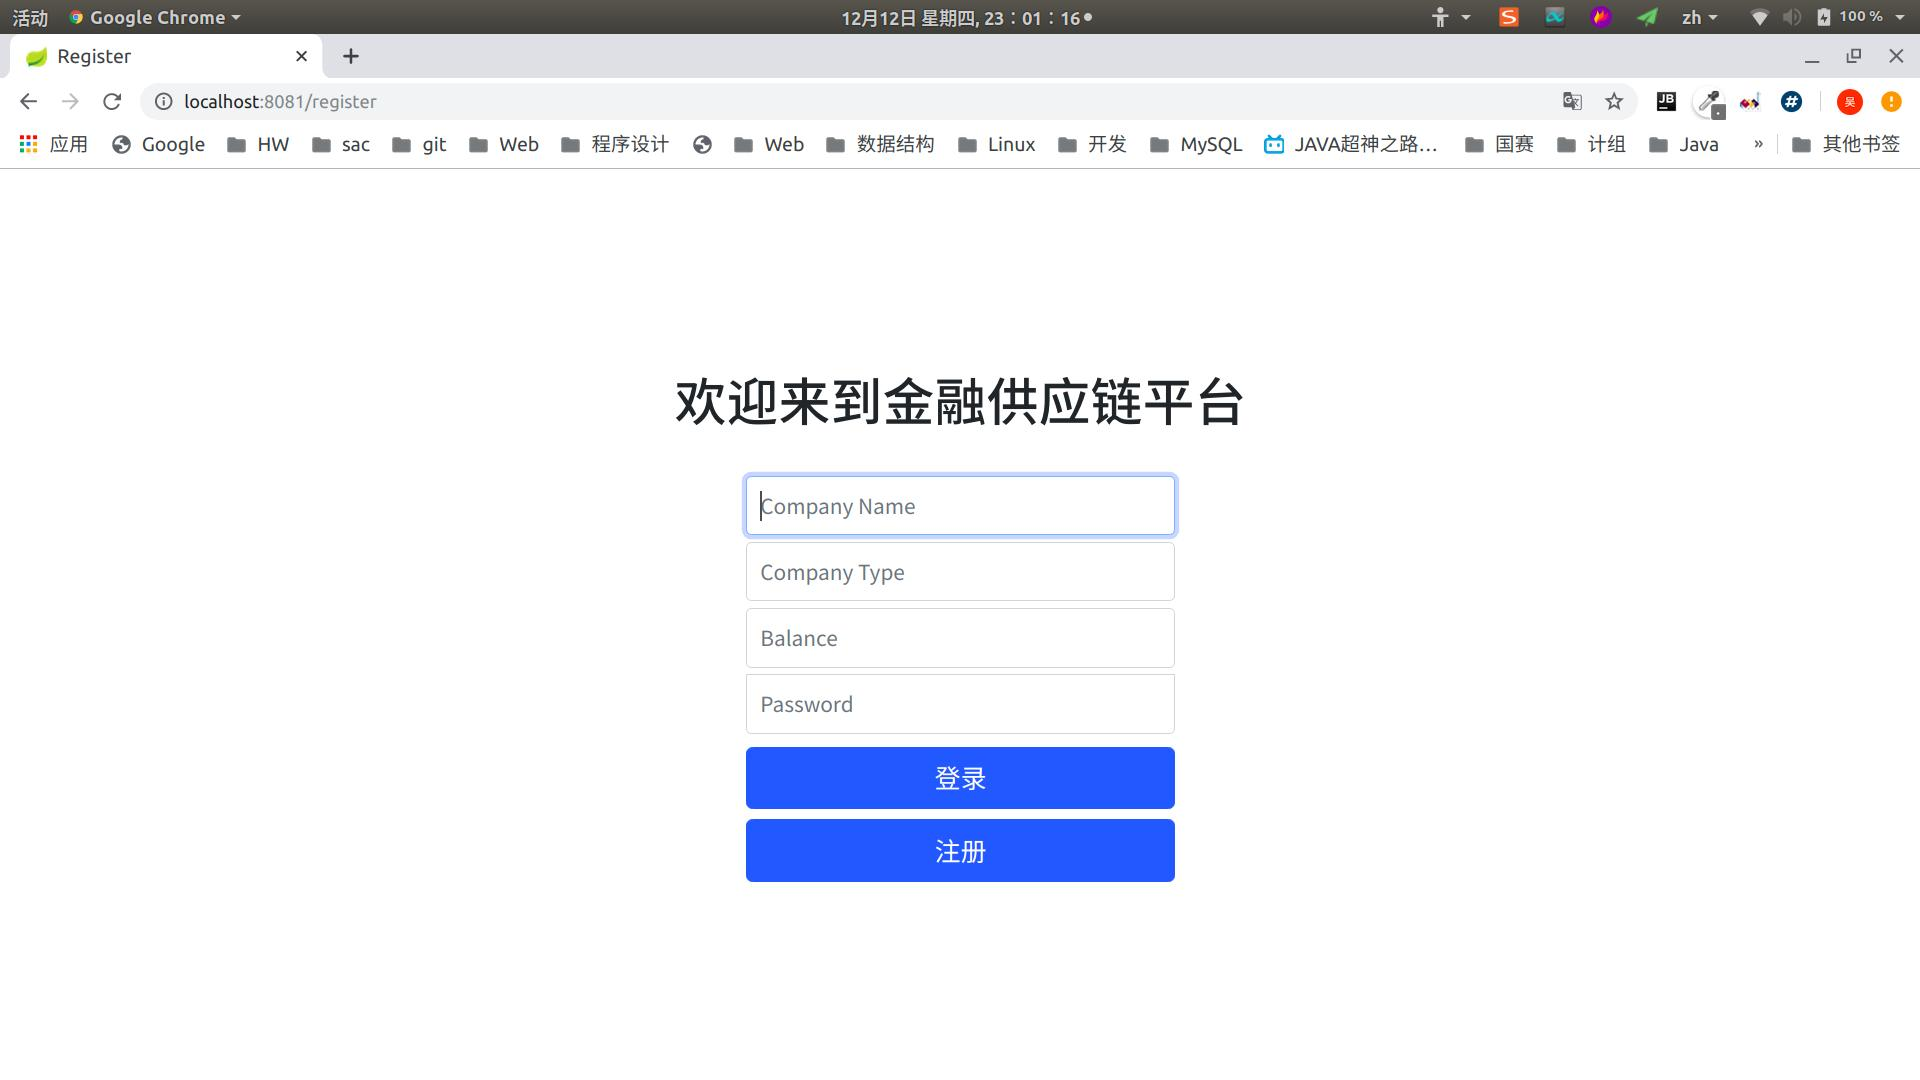 活动 Google Chrome 12月12日 星期四, 23：01：16 zh 100 %
Register
localhost:8081/register JB # 吴
应用 Google HW sac git Web 程序设计 Web 数据结构 Linux 开发 MySQL JAVA超神之路... 国赛 计组 Java » 其他书签
欢迎来到金融供应链平台
Company Name
Company Type
Balance
Password
登录
注册